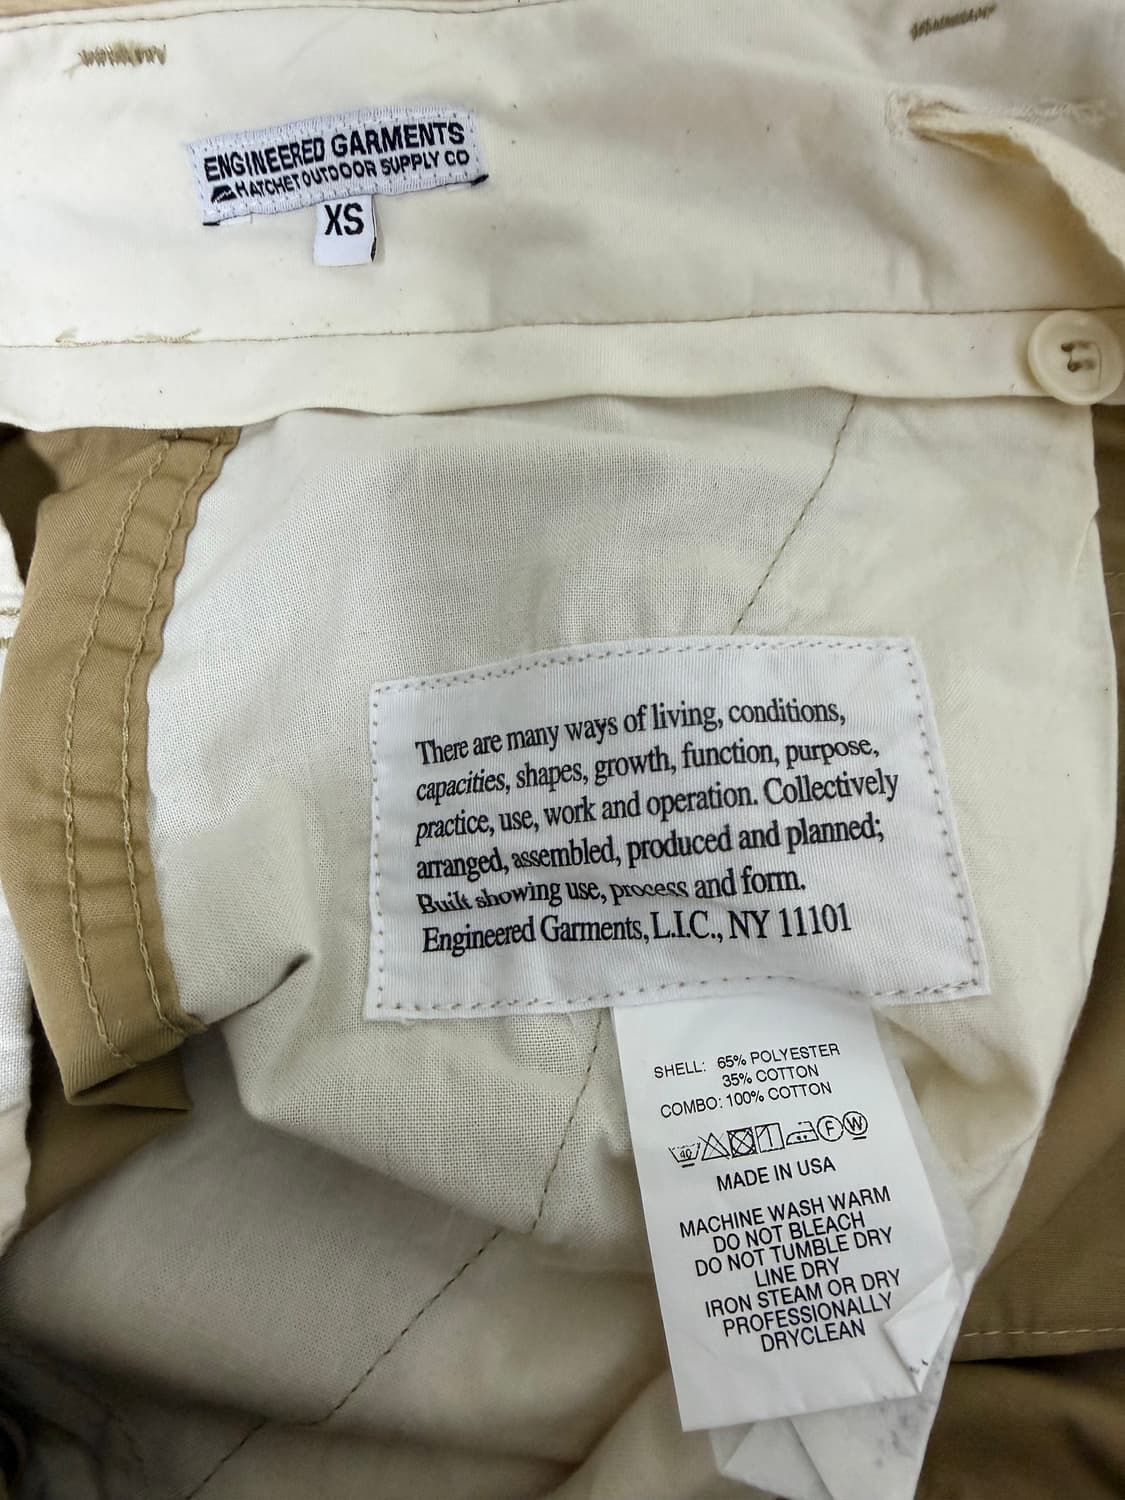 ENGINEERED GARMENTS
HATCHET OUTDOOR SUPPLY CO
XS
There are many ways of living, conditions,
capacities, shapes, growth, function, purpose,
practice, use, work and operation. Collectively
arranged, assembled, produced and planned;
Built showing use, process and form.
Engineered Garments, L.I.C., NY 11101
SHELL: 65% POLYESTER
35% COTTON
COMBO: 100% COTTON
40 F W
MADE IN USA
MACHINE WASH WARM
DO NOT BLEACH
DO NOT TUMBLE DRY
LINE DRY
IRON STEAM OR DRY
PROFESSIONALLY
DRYCLEAN